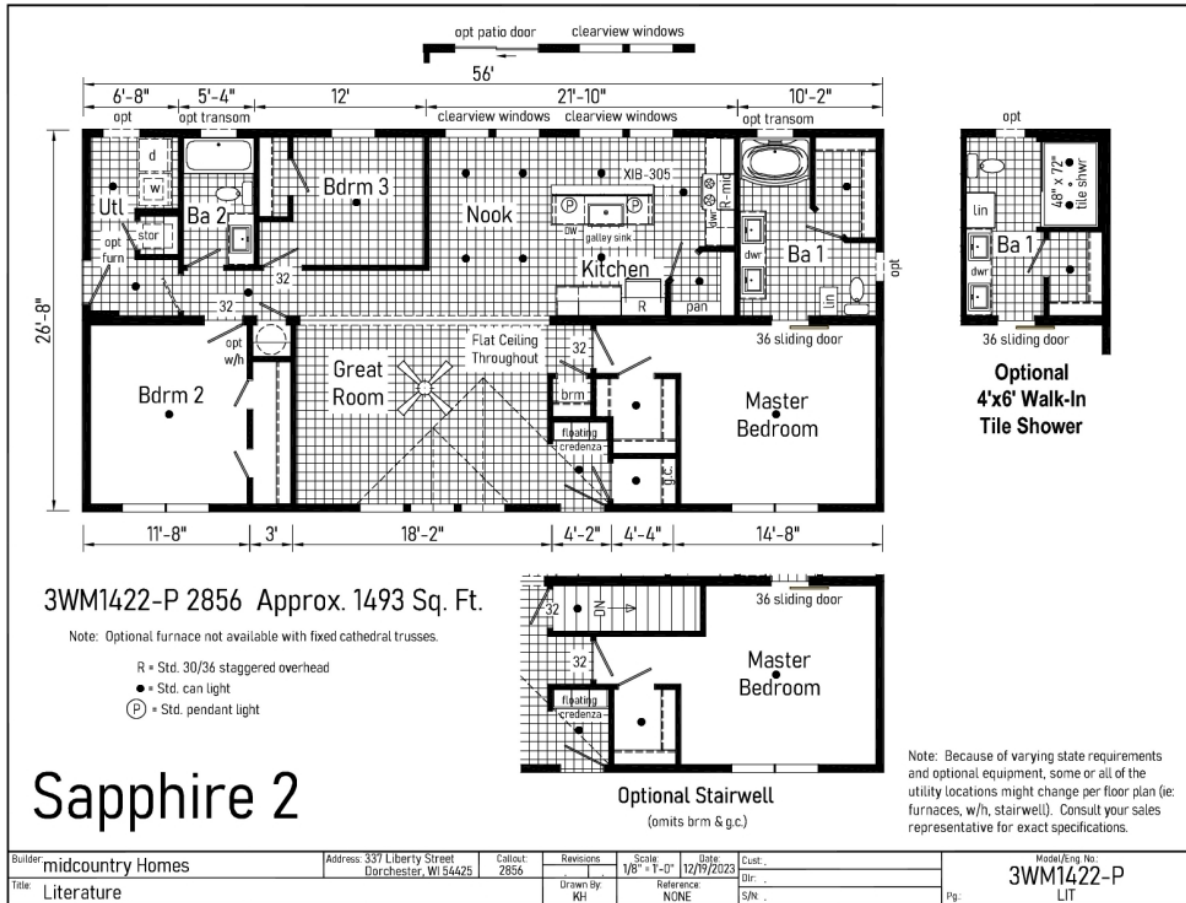 opt patio door
clearview windows
56'
6'-8"
5'-4"
12'
21'-10"
10'-2"
opt
opt transom
clearview windows
clearview windows
opt transom
opt
d
w
Utl
stor
opt
furn
Ba 2
Bdrm 3
32
32
Nook
XIB-305
P
P
DW
galley sink
Kitchen
R
R-mic
dwr
pan
dwr
Ba 1
lin
opt
36 sliding door
26'-8"
Bdrm 2
opt
w/h
Great
Room
Flat Ceiling
Throughout
32
brm
floating
credenza
g.c.
Master
Bedroom
11'-8"
3'
18'-2"
4'-2"
4'-4"
14'-8"
48" x 72"
tile shwr
lin
Ba 1
dwr
36 sliding door
Optional
4'x6' Walk-In
Tile Shower
3WM1422-P 2856 Approx. 1493 Sq. Ft.
Note: Optional furnace not available with fixed cathedral trusses.
R = Std. 30/36 staggered overhead
● = Std. can light
Ⓟ = Std. pendant light
32
DN
32
floating
credenza
36 sliding door
Master
Bedroom
Optional Stairwell
(omits brm & g.c.)
Sapphire 2
Note: Because of varying state requirements
and optional equipment, some or all of the
utility locations might change per floor plan (ie:
furnaces, w/h, stairwell). Consult your sales
representative for exact specifications.
Builder: midcountry Homes
Address: 337 Liberty Street
Dorchester, WI 54425
Callout:
2856
Revisions
Scale:
1/8" = 1'-0"
Date:
12/19/2023
Cust.: .
Dlr: .
S/N: .
Model/Eng. No.:
3WM1422-P
Title: Literature
Drawn By:
KH
Reference:
NONE
Pg.: LIT